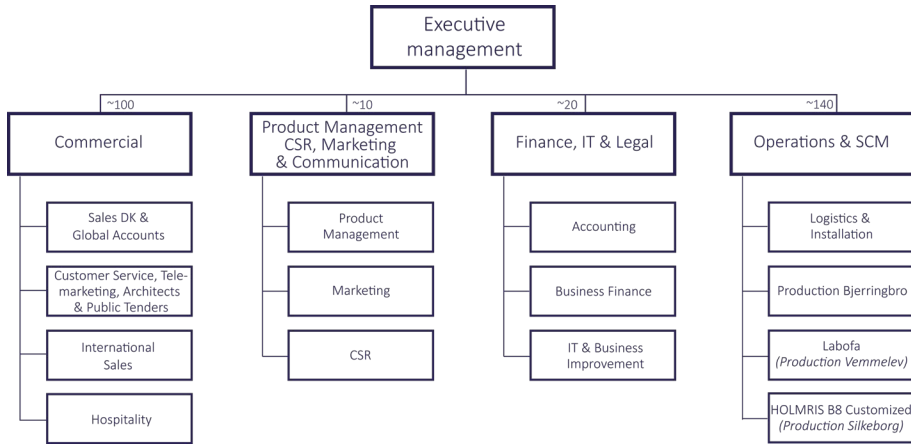 Executive
management
~100
~10
~20
~140
Commercial
Product Management
CSR, Marketing
& Communication
Finance, IT & Legal
Operations & SCM
Sales DK &
Global Accounts
Customer Service, Tele-
marketing, Architects
& Public Tenders
International
Sales
Hospitality
Product
Management
Marketing
CSR
Accounting
Business Finance
IT & Business
Improvement
Logistics &
Installation
Production Bjerringbro
Labofa
(Production Vemmelev)
HOLMRIS B8 Customized
(Production Silkeborg)